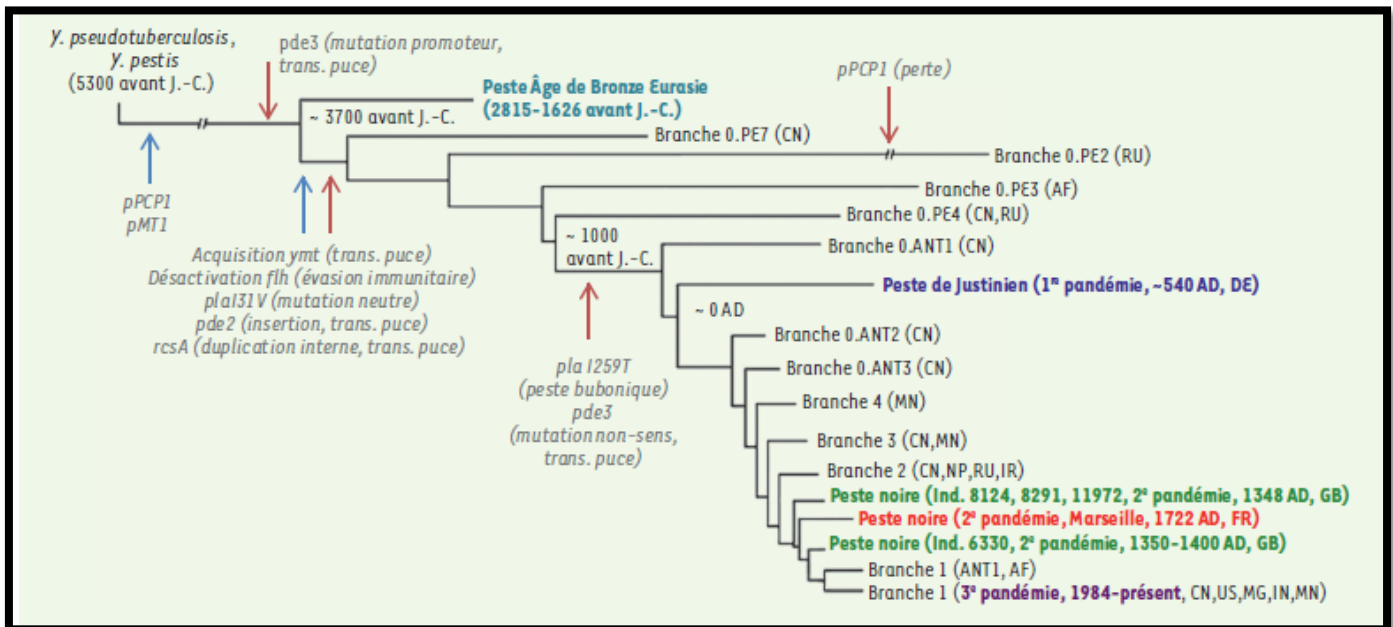 Y. pseudotuberculosis,
Y. pestis
(5300 avant J.-C.)
pde3 (mutation promoteur,
trans. puce)
pPCP1 (perte)
Peste Âge de Bronze Eurasie
(2815-1626 avant J.-C.)
~ 3700 avant J.-C.
Branche 0.PE7 (CN)
Branche 0.PE2 (RU)
Branche 0.PE3 (AF)
pPCP1
pMT1
Branche 0.PE4 (CN,RU)
~ 1000
avant J.-C.
Branche 0.ANT1 (CN)
Acquisition ymt (trans. puce)
Désactivation flh (évasion immunitaire)
plaI31V (mutation neutre)
pde2 (insertion, trans. puce)
rcsA (duplication interne, trans. puce)
Peste de Justinien (1re pandémie, ~540 AD, DE)
~ 0 AD
Branche 0.ANT2 (CN)
Branche 0.ANT3 (CN)
pla I259T
(peste bubonique)
pde3
(mutation non-sens,
trans. puce)
Branche 4 (MN)
Branche 3 (CN,MN)
Branche 2 (CN,NP,RU,IR)
Peste noire (Ind. 8124, 8291, 11972, 2e pandémie, 1348 AD, GB)
Peste noire (2e pandémie, Marseille, 1722 AD, FR)
Peste noire (Ind. 6330, 2e pandémie, 1350-1400 AD, GB)
Branche 1 (ANT1, AF)
Branche 1 (3e pandémie, 1984-présent, CN,US,MG,IN,MN)